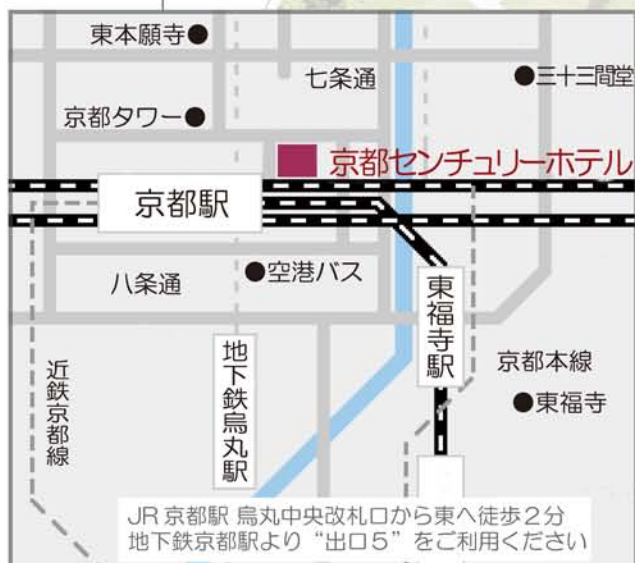 東本願寺
七条通
三十三間堂
京都タワー
京都センチュリーホテル
京都駅
八条通
空港バス
東福寺駅
近鉄京都線
地下鉄烏丸駅
京都本線
東福寺
JR 京都駅 烏丸中央改札口から東へ徒歩2分
地下鉄京都駅より“出口5”をご利用ください